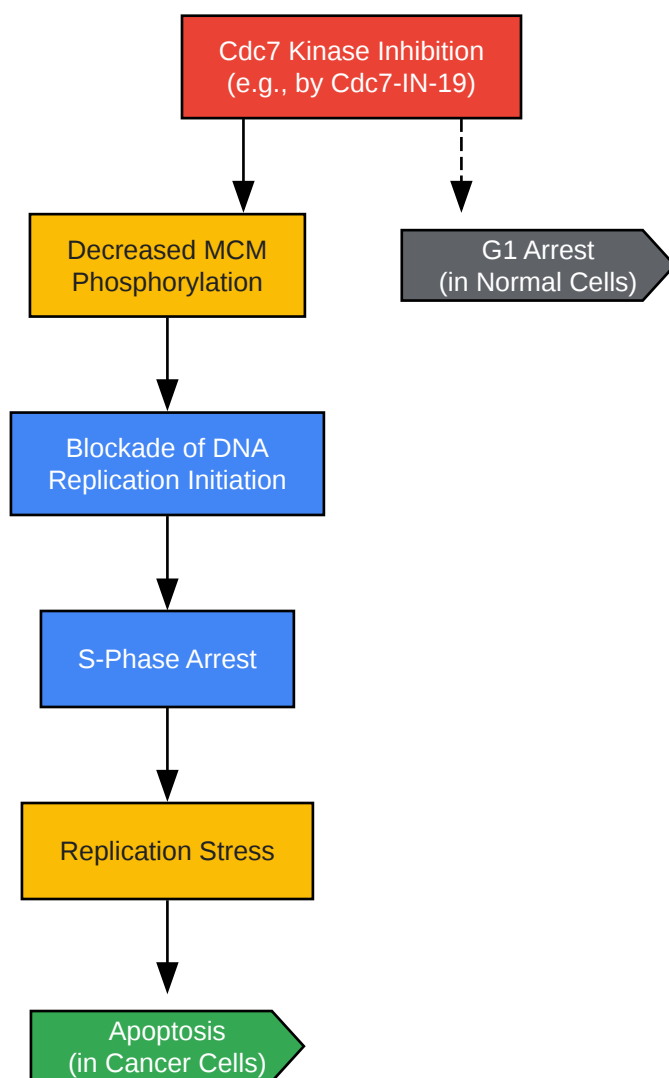 Cdc7 Kinase Inhibition
(e.g., by Cdc7-IN-19)
Decreased MCM
Phosphorylation
G1 Arrest
(in Normal Cells)
Blockade of DNA
Replication Initiation
S-Phase Arrest
Replication Stress
Apoptosis
(in Cancer Cells)